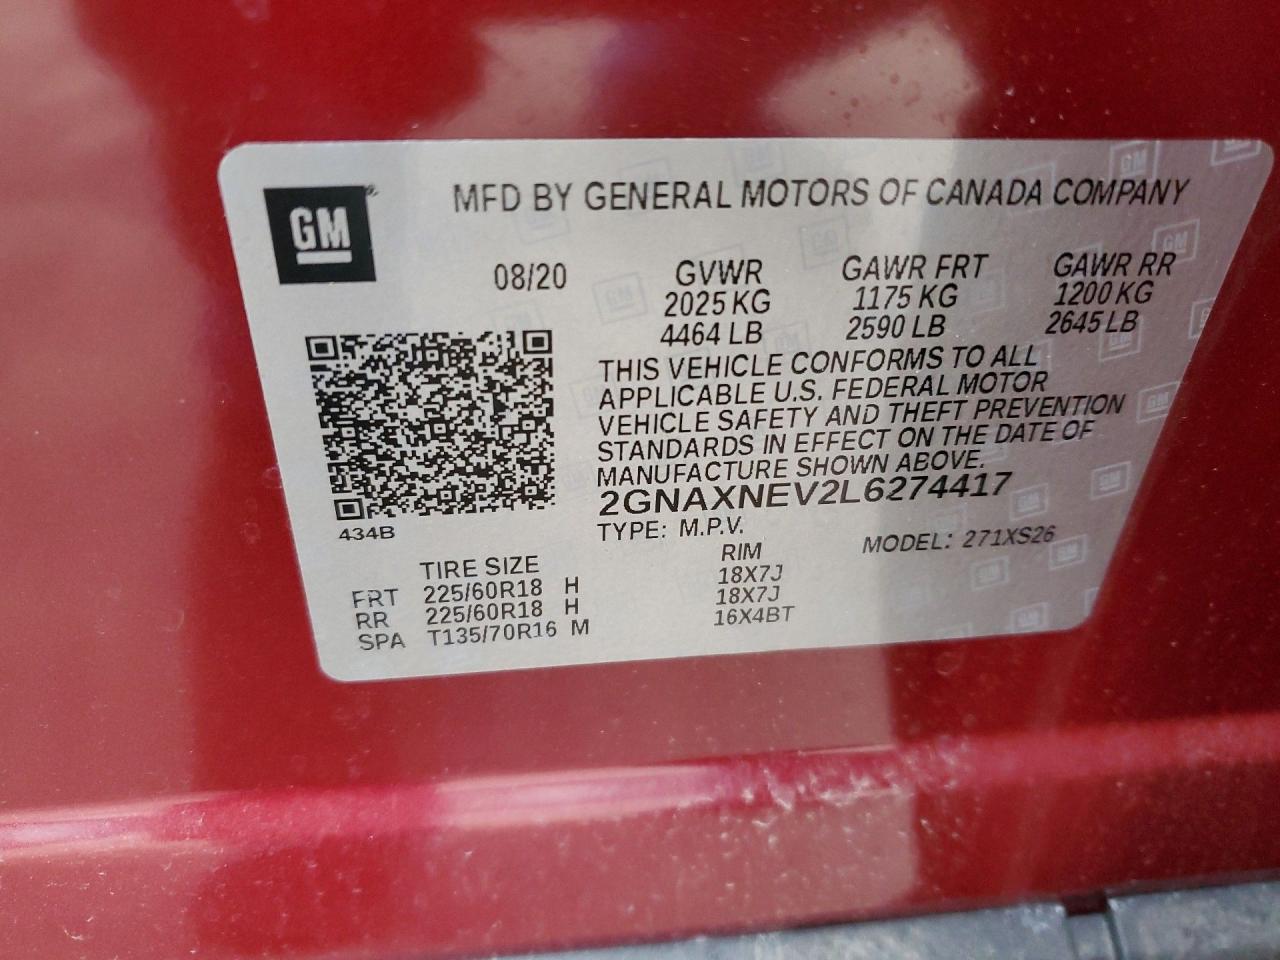 GM
MFD BY GENERAL MOTORS OF CANADA COMPANY
08/20 GVWR GAWR FRT GAWR RR
2025 KG 1175 KG 1200 KG
4464 LB 2590 LB 2645 LB
THIS VEHICLE CONFORMS TO ALL
APPLICABLE U.S. FEDERAL MOTOR
VEHICLE SAFETY AND THEFT PREVENTION
STANDARDS IN EFFECT ON THE DATE OF
MANUFACTURE SHOWN ABOVE.
2GNAXNEV2L6274417
434B
TYPE: M.P.V. MODEL: 271XS26
TIRE SIZE RIM
FRT 225/60R18 H 18X7J
RR 225/60R18 H 18X7J
SPA T135/70R16 M 16X4BT